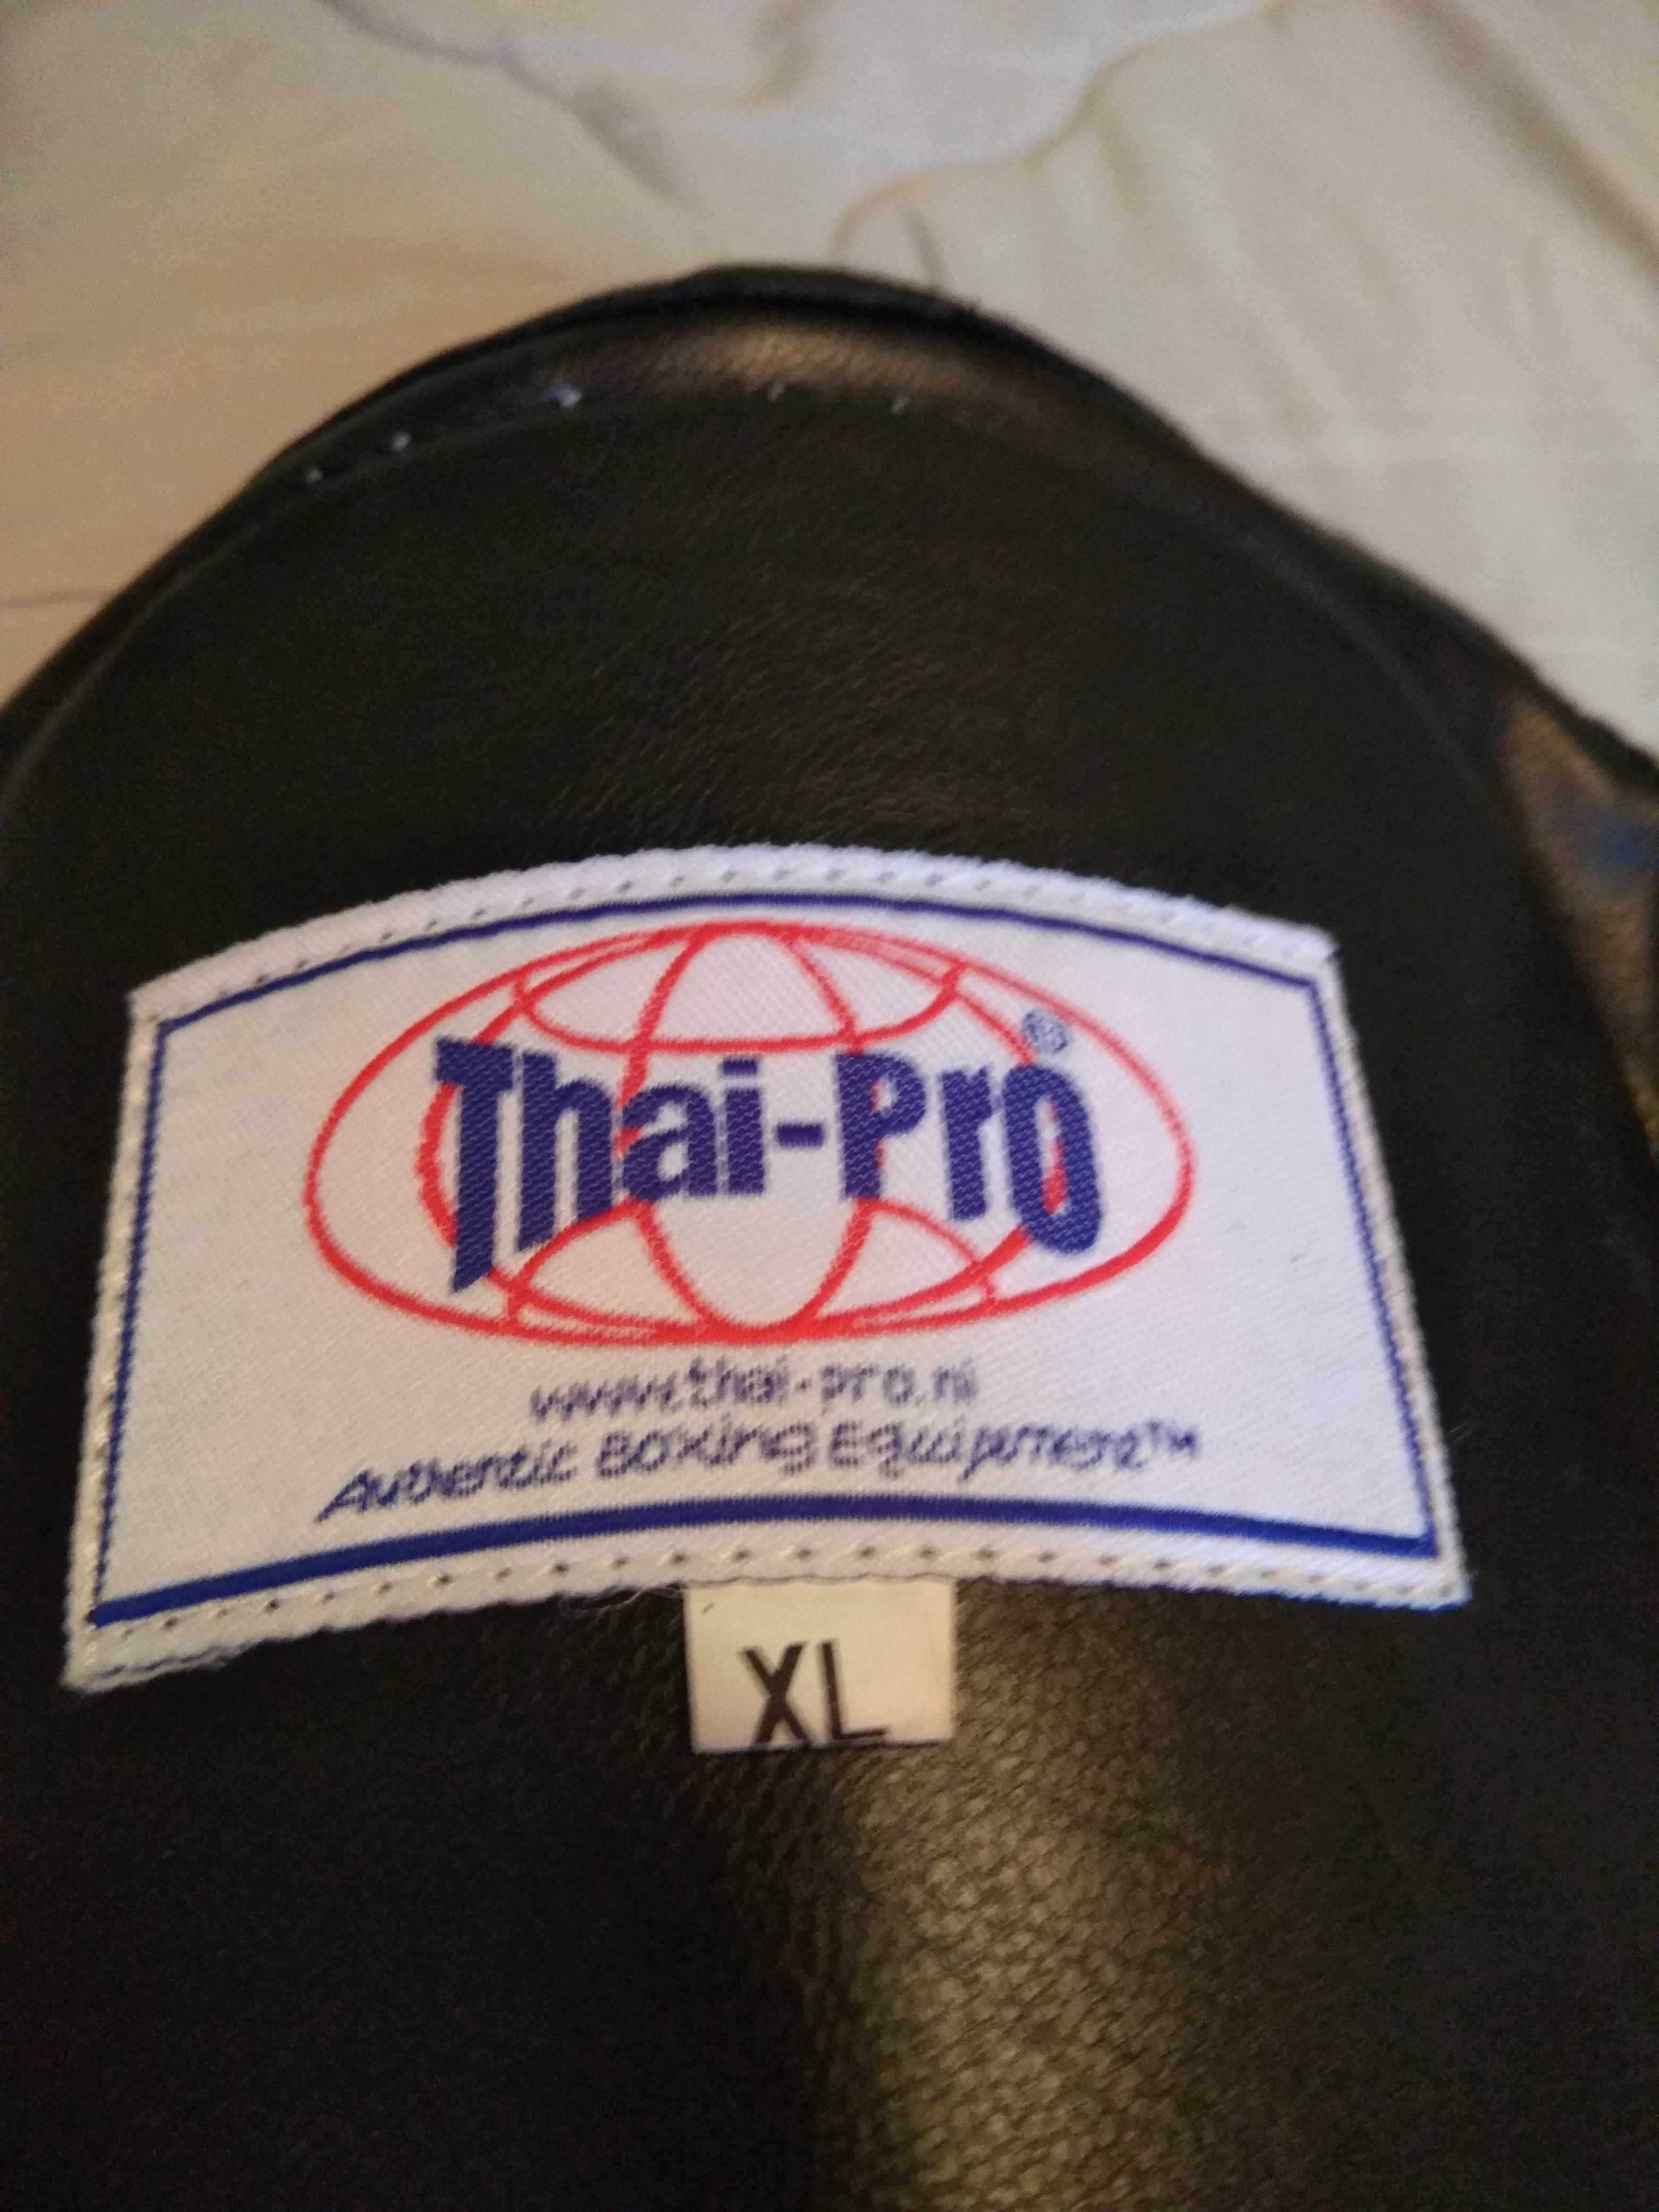 Thai-Pro®
www.thai-pro.nl
Authentic Boxing Equipment™
XL